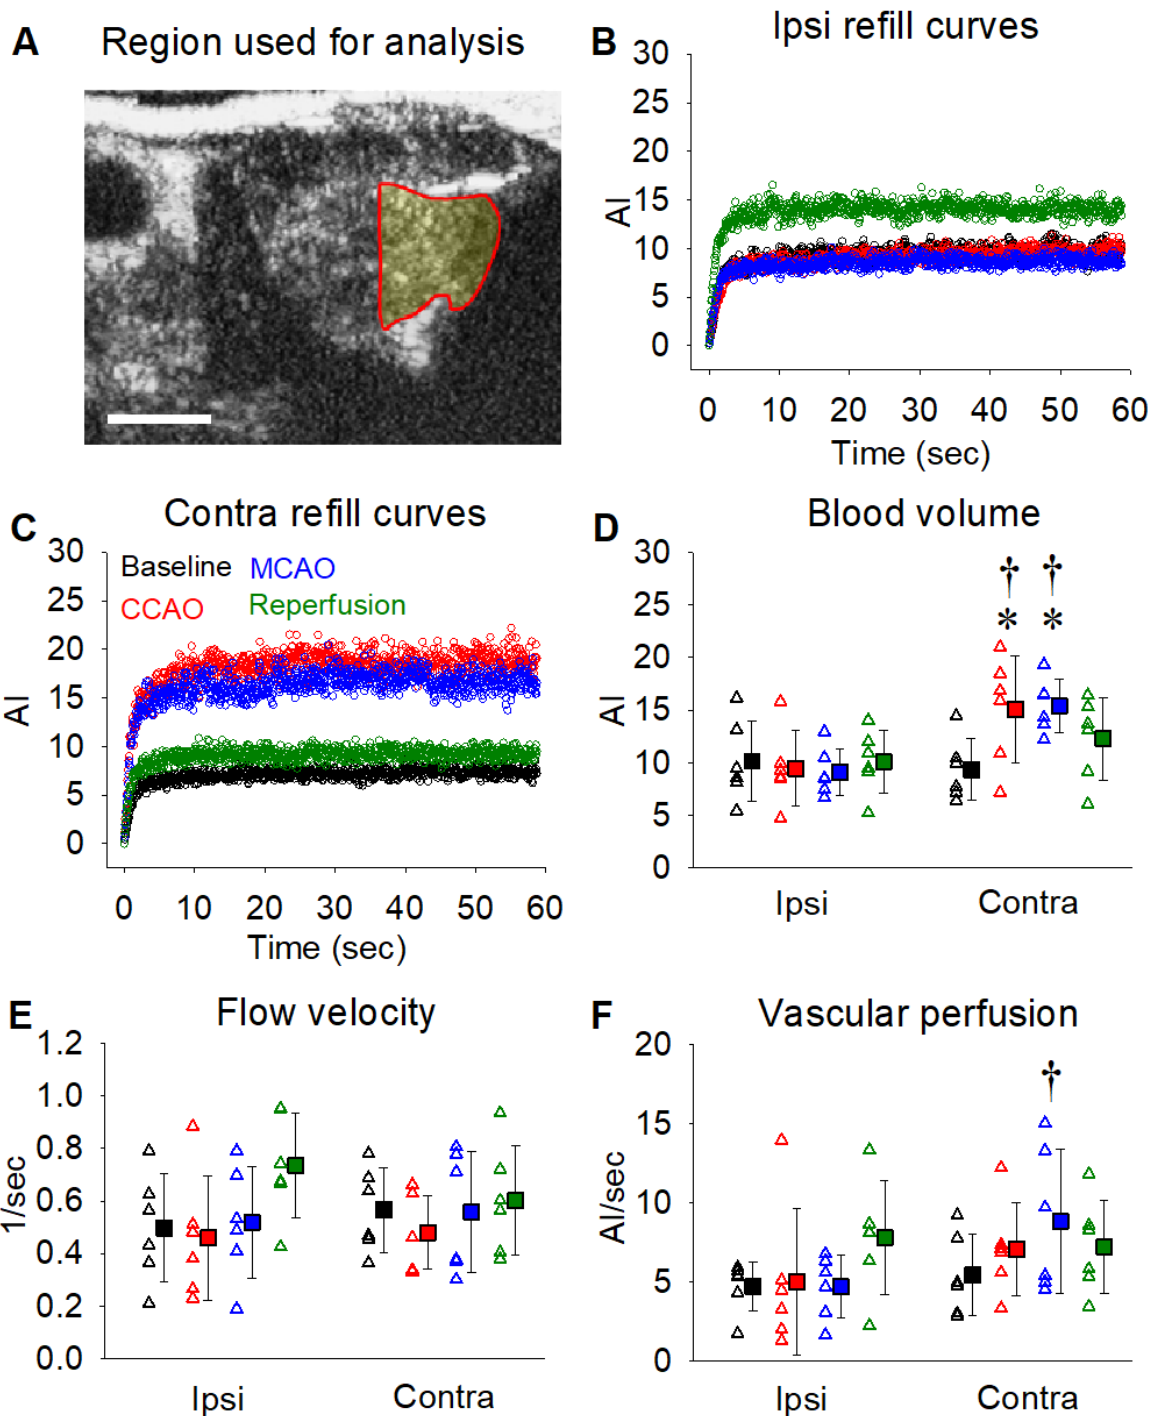 A Region used for analysis
B Ipsi refill curves
30
25
20
15
10
5
0
AI
0 10 20 30 40 50 60
Time (sec)
C Contra refill curves
30
25
20
15
10
5
0
AI
Baseline MCAO
CCAO Reperfusion
0 10 20 30 40 50 60
Time (sec)
D Blood volume
30
25
20
15
10
5
0
AI
† †
* *
Ipsi Contra
E Flow velocity
1.2
1.0
0.8
0.6
0.4
0.2
0.0
1/sec
Ipsi Contra
F Vascular perfusion
20
15
10
5
0
AI/sec
†
Ipsi Contra